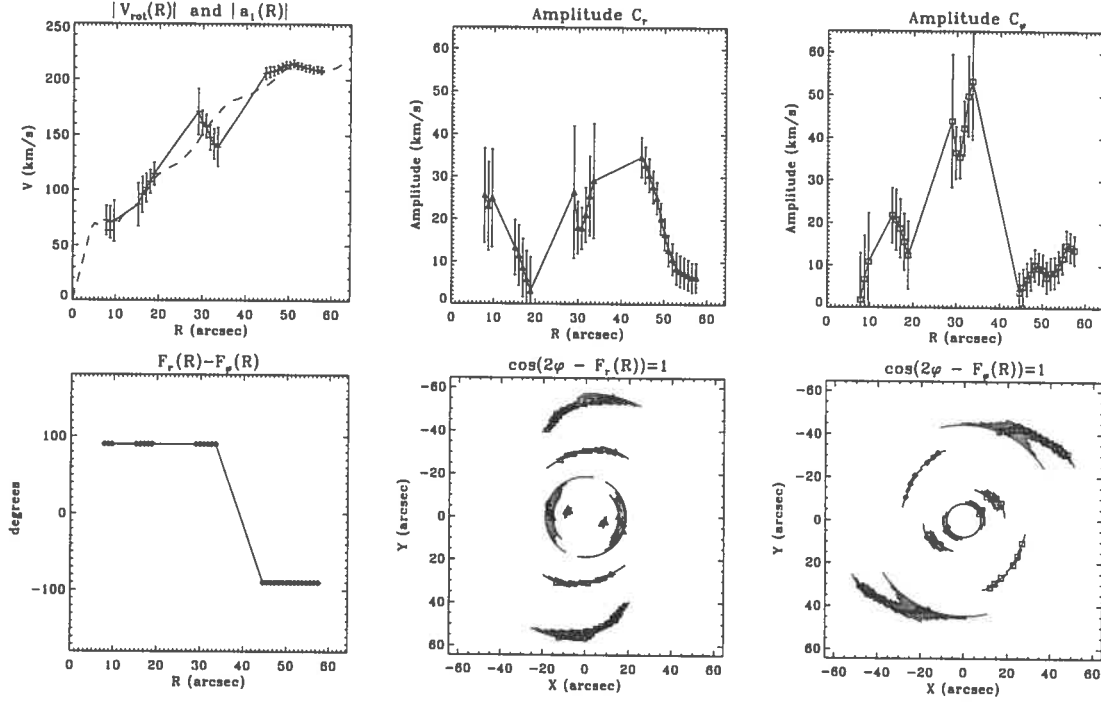 |V_rot(R)| and |a_1(R)|
250
200
150
100
50
0
V (km/s)
0 10 20 30 40 50 60
R (arcsec)
Amplitude C_r
60
50
40
30
20
10
0
Amplitude (km/s)
0 10 20 30 40 50 60
R (arcsec)
Amplitude C_φ
60
50
40
30
20
10
0
Amplitude (km/s)
0 10 20 30 40 50 60
R (arcsec)
F_r(R)−F_φ(R)
100
0
−100
degrees
0 10 20 30 40 50 60
R (arcsec)
cos(2φ − F_r(R))=1
−60
−40
−20
0
20
40
60
Y (arcsec)
−60 −40 −20 0 20 40 60
X (arcsec)
cos(2φ − F_φ(R))=1
−60
−40
−20
0
20
40
60
Y (arcsec)
−60 −40 −20 0 20 40 60
X (arcsec)